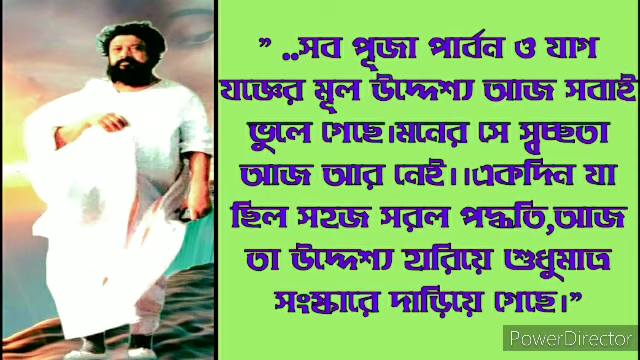 ” ..সব পূজা পার্বন ও যাগ
যজ্ঞের মূল উদ্দেশ্য আজ সবাই
ভুলে গেছে।মনের সে স্বচ্ছতা
আজ আর নেই।।একদিন যা
ছিল সহজ সরল পদ্ধতি,আজ
তা উদ্দেশ্য হারিয়ে শুধুমাত্র
সংস্কারে দাড়িয়ে গেছে।”
PowerDirector